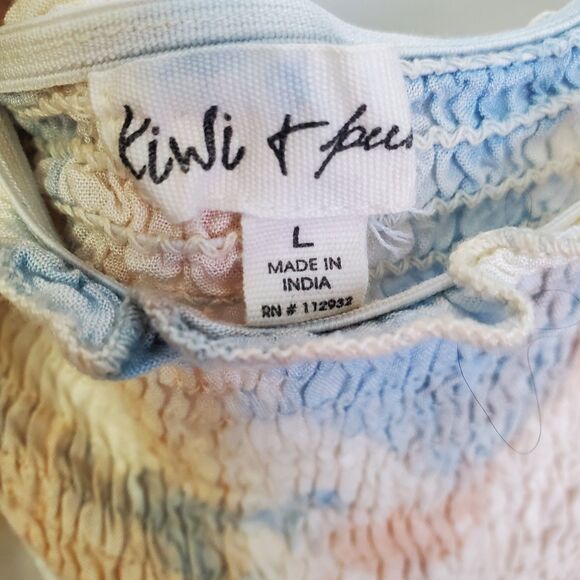 Kiwi +
L
MADE IN
INDIA
RN # 112932